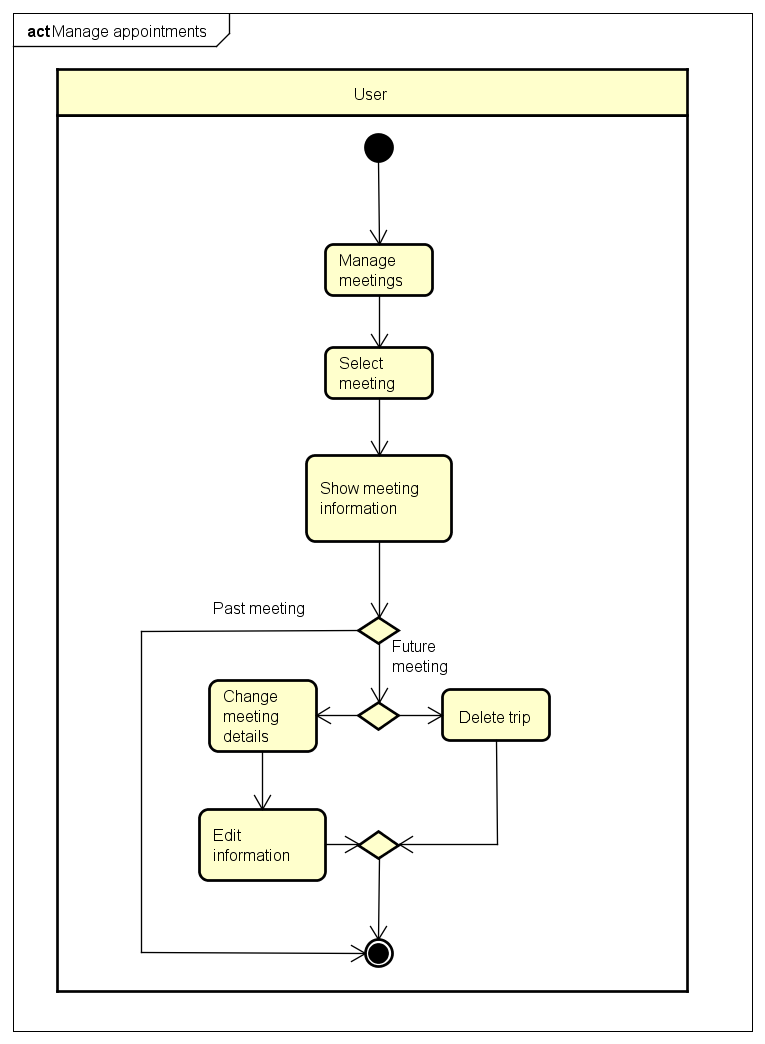 act Manage appointments
User
Manage
meetings
Select
meeting
Show meeting
information
Past meeting
Future
meeting
Change
meeting
details
Delete trip
Edit
information